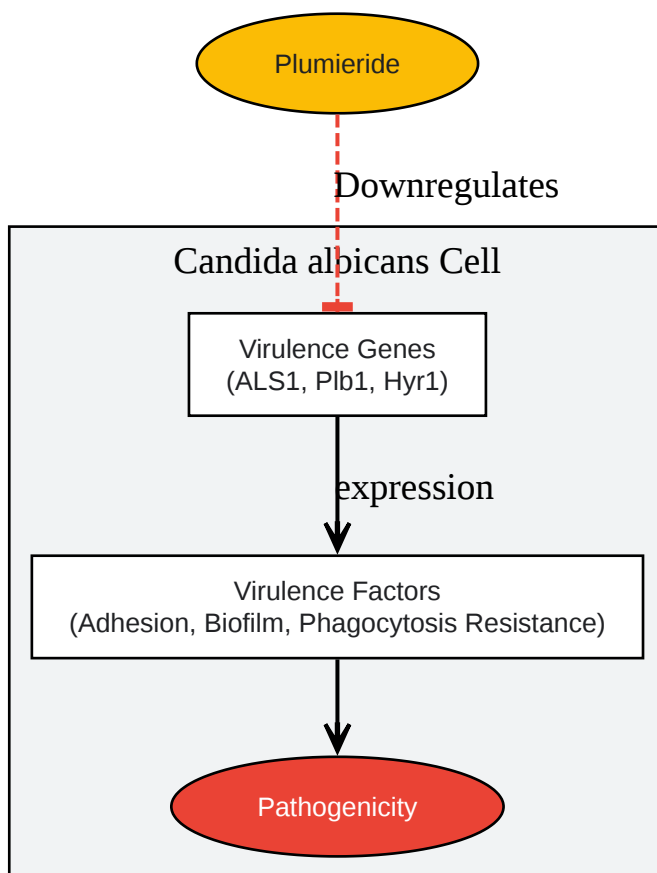 Plumieride
Downregulates
Candida albicans Cell
Virulence Genes
(ALS1, Plb1, Hyr1)
expression
Virulence Factors
(Adhesion, Biofilm, Phagocytosis Resistance)
Pathogenicity